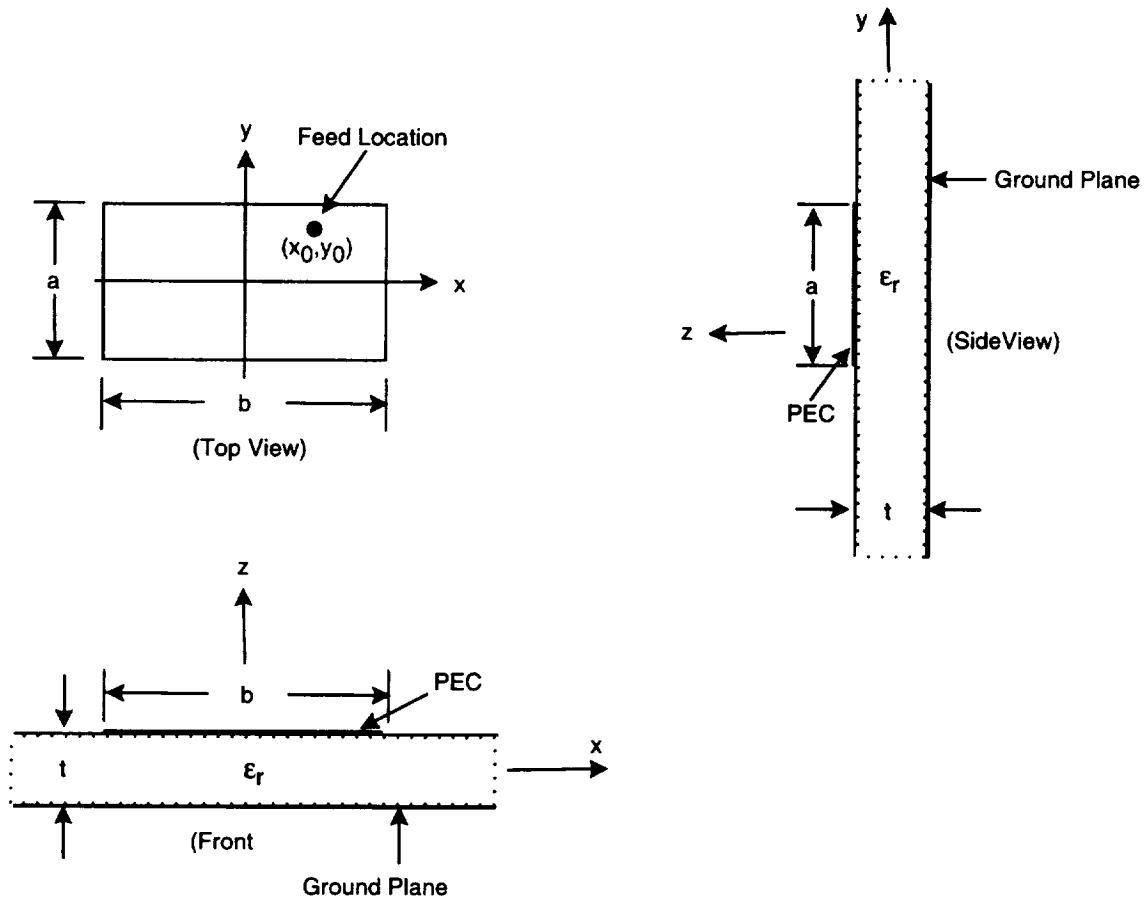 y
Feed Location
(x0,y0)
a
x
b
(Top View)
y
Ground Plane
a
εr
z
(SideView)
PEC
t
z
b
PEC
x
t
εr
(Front
Ground Plane